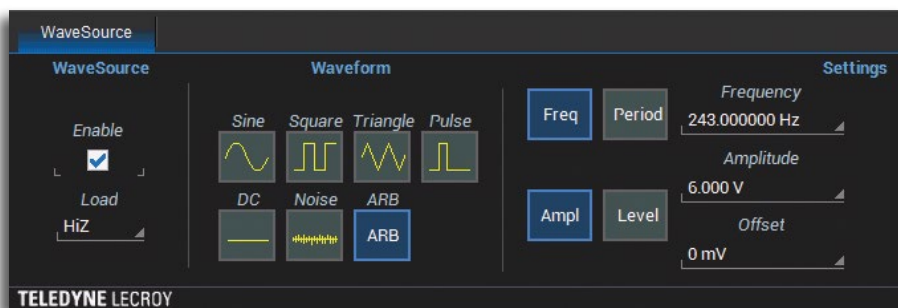 WaveSource
WaveSource Waveform Settings
Enable
Load
HiZ
Sine Square Triangle Pulse
DC Noise ARB
ARB
Freq Period
Ampl Level
Frequency
243.000000 Hz
Amplitude
6.000 V
Offset
0 mV
TELEDYNE LECROY